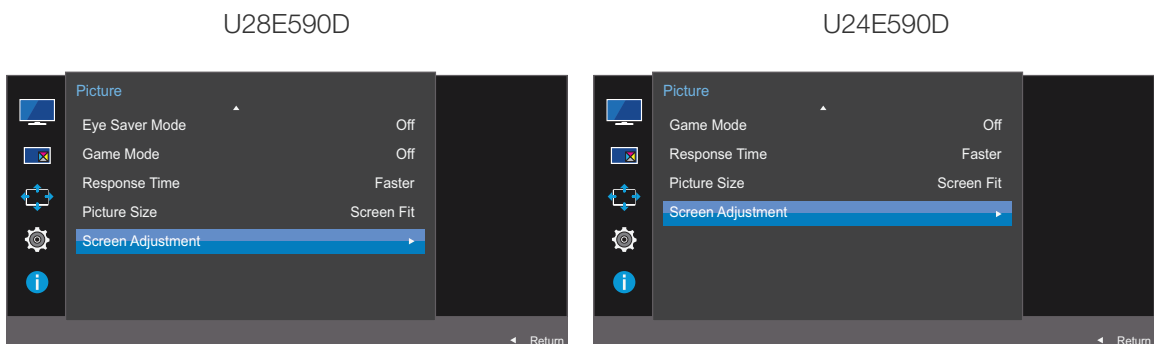 U28E590D
Picture
Eye Saver Mode Off
Game Mode Off
Response Time Faster
Picture Size Screen Fit
Screen Adjustment
Return
U24E590D
Picture
Game Mode Off
Response Time Faster
Picture Size Screen Fit
Screen Adjustment
Return